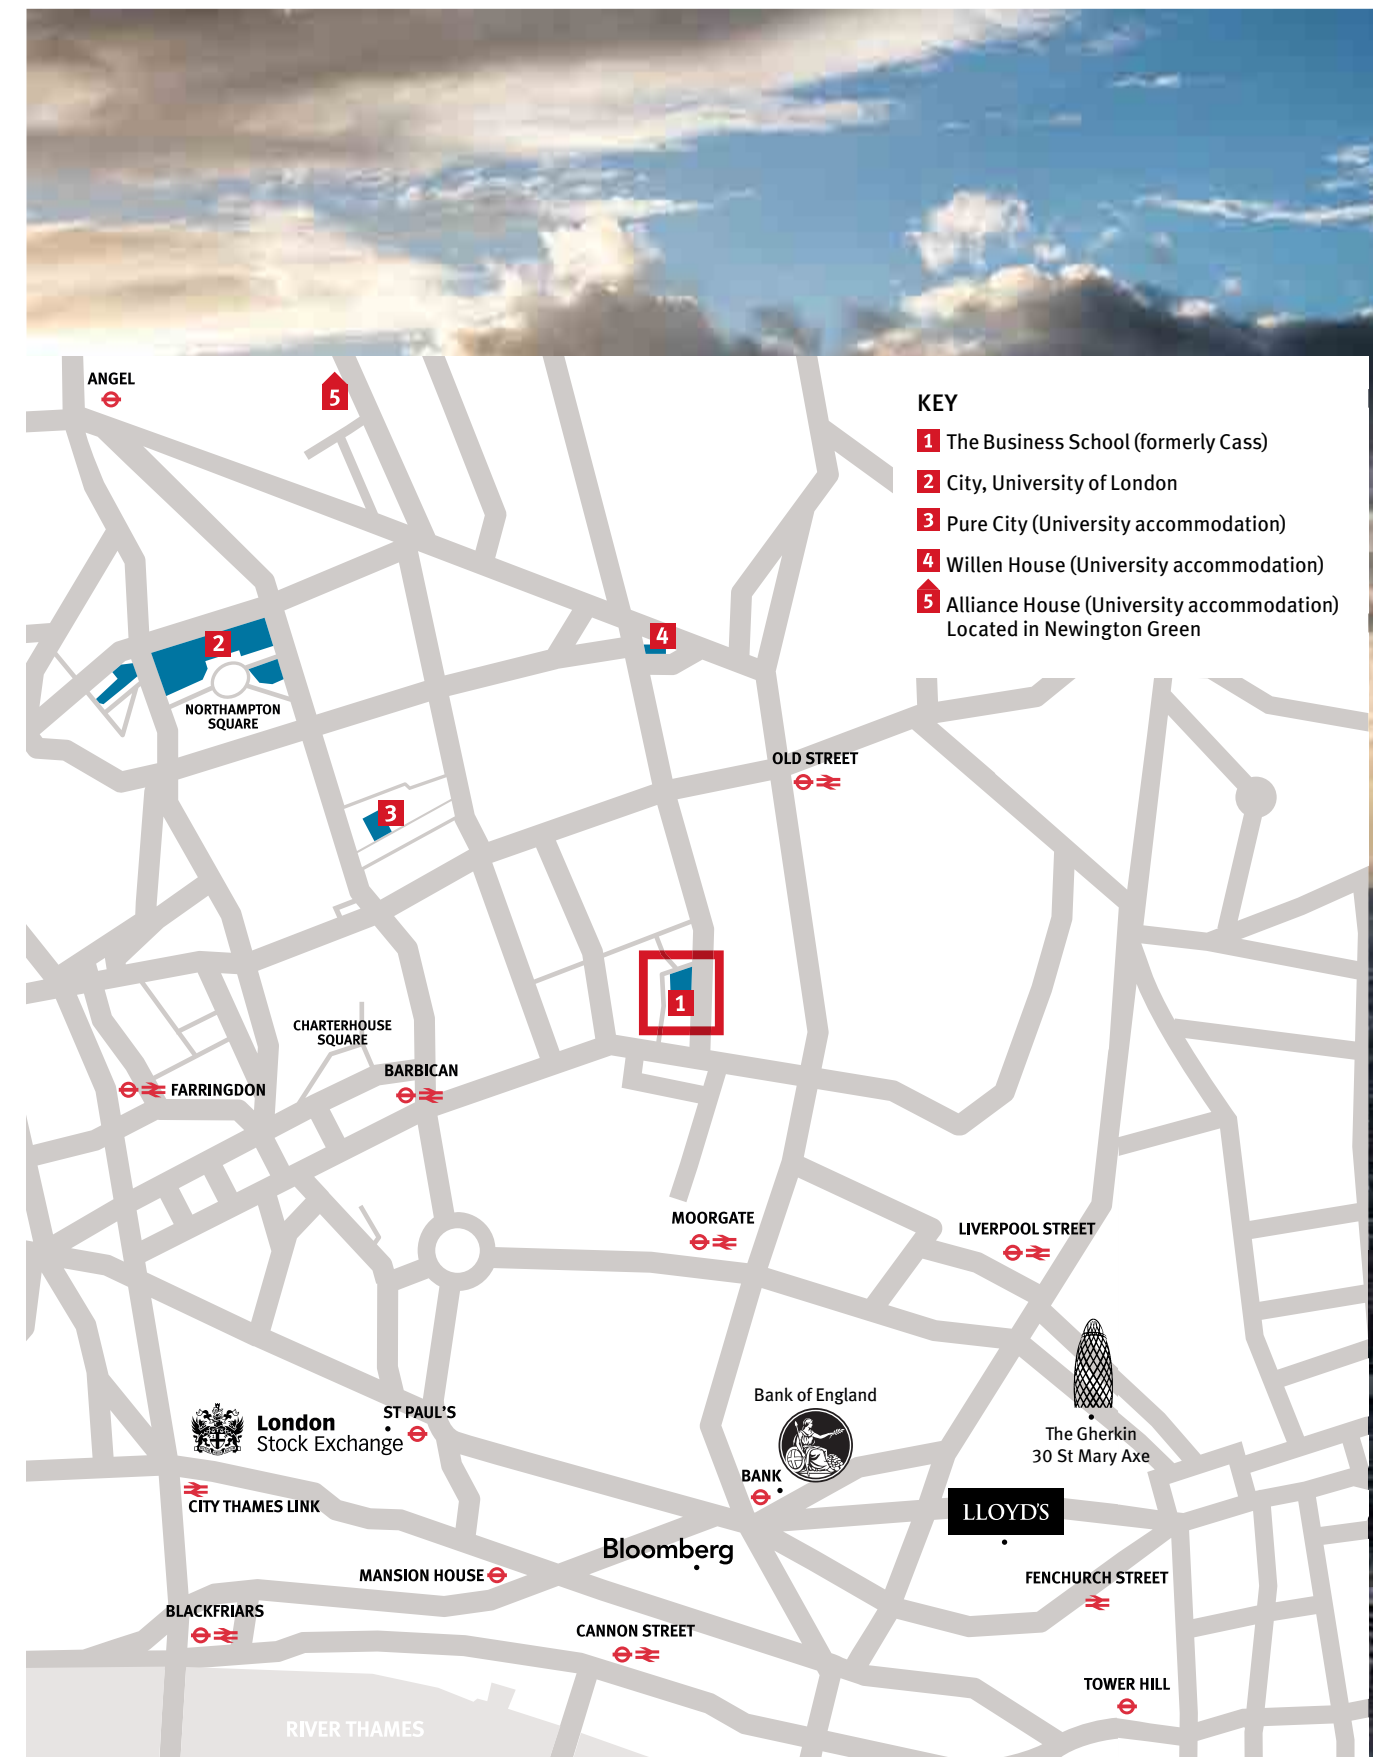 ANGEL
5
KEY
1 The Business School (formerly Cass)
2 City, University of London
3 Pure City (University accommodation)
4 Willen House (University accommodation)
5 Alliance House (University accommodation)
Located in Newington Green
2
4
NORTHAMPTON
SQUARE
OLD STREET
3
1
CHARTERHOUSE
SQUARE
BARBICAN
FARRINGDON
MOORGATE
LIVERPOOL STREET
Bank of England
London
Stock Exchange
ST PAUL'S
The Gherkin
30 St Mary Axe
BANK
CITY THAMES LINK
LLOYD'S
Bloomberg
MANSION HOUSE
FENCHURCH STREET
BLACKFRIARS
CANNON STREET
TOWER HILL
RIVER THAMES